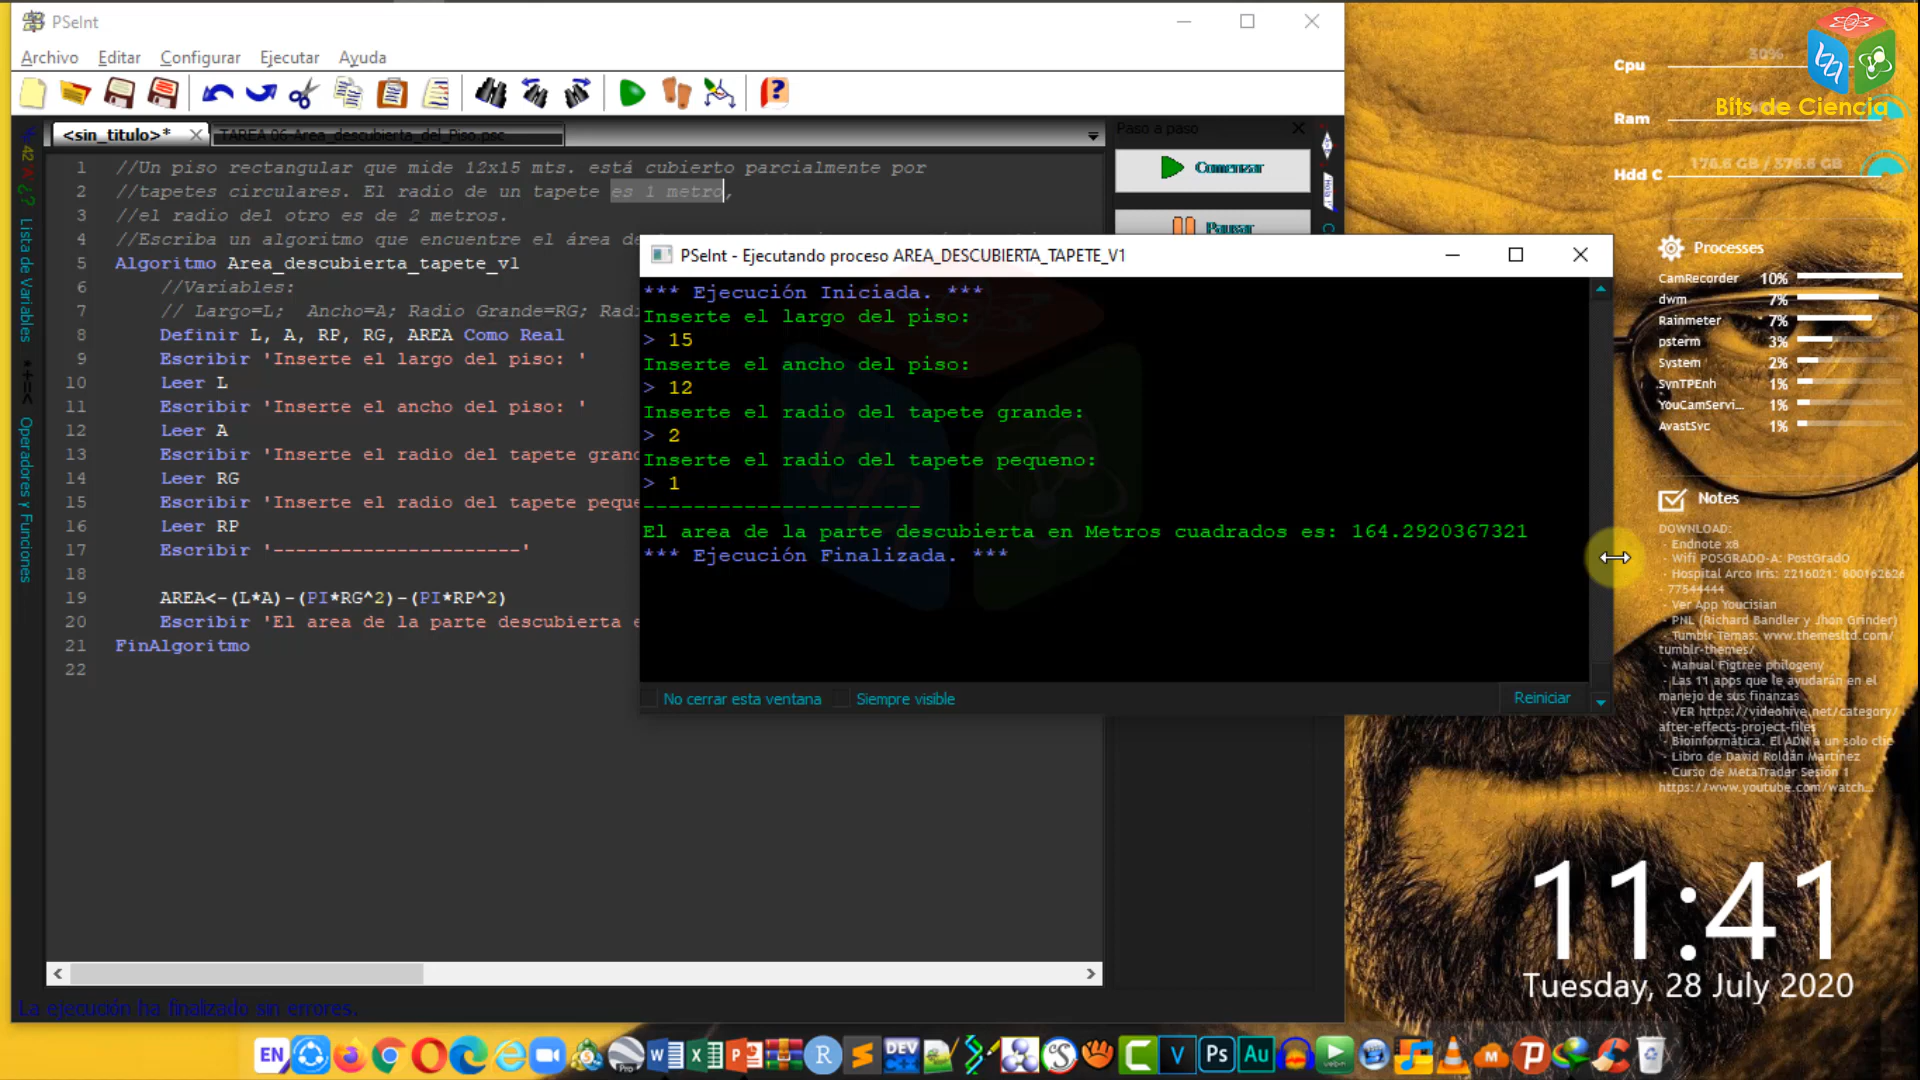 PSeInt
Archivo Editar Configurar Ejecutar Ayuda
<sin_titulo>* TAREA 06-Area_descubierta_del_Piso.psc
Lista de Variables
Operadores y Funciones
1 //Un piso rectangular que mide 12x15 mts. está cubierto parcialmente por
2 //tapetes circulares. El radio de un tapete es 1 metro,
3 //el radio del otro es de 2 metros.
4 //Escriba un algoritmo que encuentre el área de
5 Algoritmo Area_descubierta_tapete_v1
6 //Variables:
7 // Largo=L; Ancho=A; Radio Grande=RG; Radi
8 Definir L, A, RP, RG, AREA Como Real
9 Escribir 'Inserte el largo del piso: '
10 Leer L
11 Escribir 'Inserte el ancho del piso: '
12 Leer A
13 Escribir 'Inserte el radio del tapete gran
14 Leer RG
15 Escribir 'Inserte el radio del tapete peque
16 Leer RP
17 Escribir '----------------------'
18
19 AREA<-(L*A)-(PI*RG^2)-(PI*RP^2)
20 Escribir 'El area de la parte descubierta e
21 FinAlgoritmo
22
La ejecución ha finalizado sin errores.
Paso a paso
Comenzar
Pausar
PSeInt - Ejecutando proceso AREA_DESCUBIERTA_TAPETE_V1
*** Ejecución Iniciada. ***
Inserte el largo del piso:
> 15
Inserte el ancho del piso:
> 12
Inserte el radio del tapete grande:
> 2
Inserte el radio del tapete pequeno:
> 1
----------------------
El area de la parte descubierta en Metros cuadrados es: 164.2920367321
*** Ejecución Finalizada. ***
No cerrar esta ventana Siempre visible Reiniciar
Cpu 30%
Bits de Ciencia
Ram
Hdd C 176.6 GB / 576.6 GB
Processes
CamRecorder 10%
dwm 7%
Rainmeter 7%
psterm 3%
System 2%
SynTPEnh 1%
YouCamServi... 1%
AvastSvc 1%
Notes
DOWNLOAD:
- Endnote x8
- Wifi POSGRADO-A: PostGradO
- Hospital Arco Iris: 2216021: 800162626
- 77544444
- Ver App Youcisian
- PNL (Richard Bandler y Jhon Grinder)
- Tumblr Temas: www.themesltd.com/
tumblr-themes/
- Manual Figtree philogeny
- Las 11 apps que le ayudarán en el
manejo de sus finanzas
- VER https://videohive.net/category/
after-effects-project-files
- Bioinformática. El ADN a un solo clic
- Libro de David Roldán Martínez
- Curso de MetaTrader Sesión 1
https://www.youtube.com/watch...
11:41
Tuesday, 28 July 2020
EN
DEV
Ps
Au